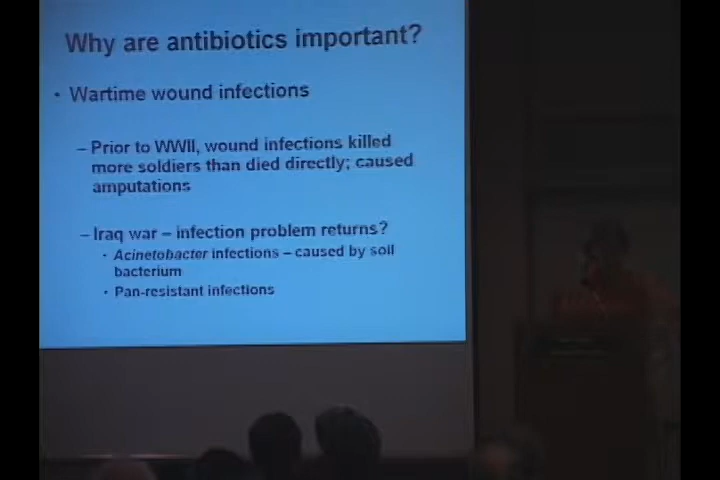 Why are antibiotics important?
• Wartime wound infections
– Prior to WWII, wound infections killed
more soldiers than died directly; caused
amputations
– Iraq war – infection problem returns?
• Acinetobacter infections – caused by soil
bacterium
• Pan-resistant infections